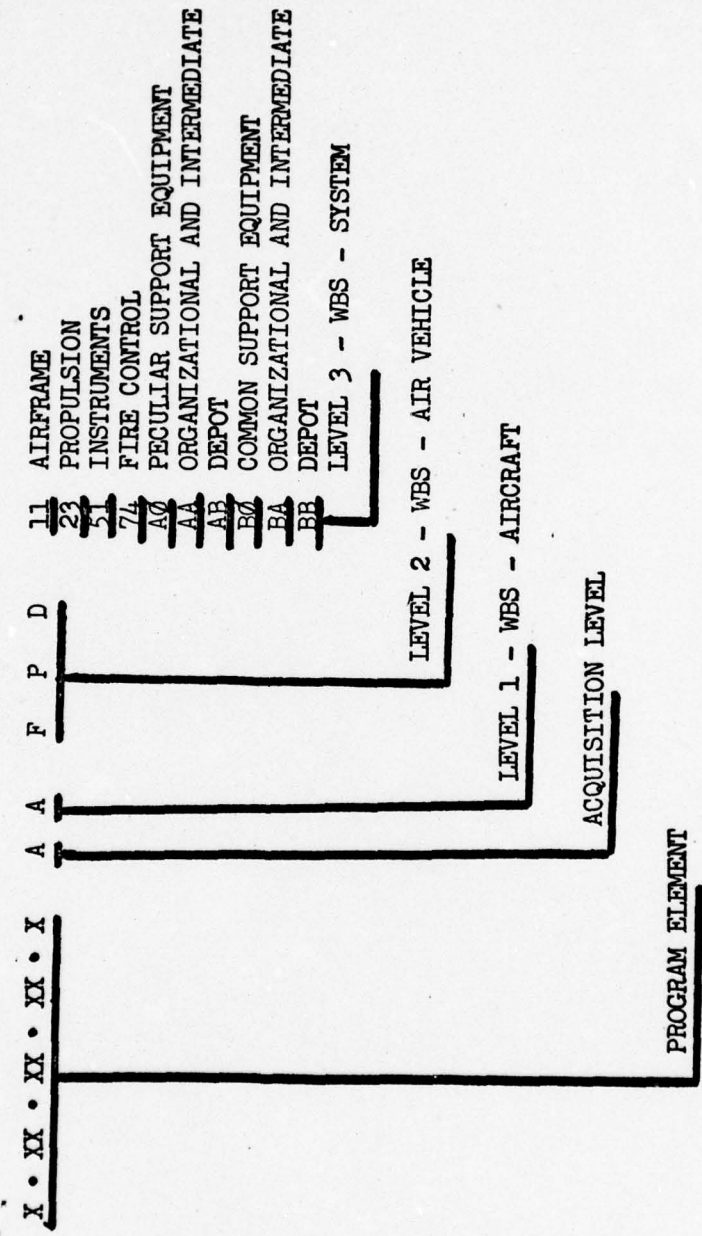 X • XX • XX • XX • X A A F P D
11 AIRFRAME
23 PROPULSION
51 INSTRUMENTS
74 FIRE CONTROL
AØ PECULIAR SUPPORT EQUIPMENT
AA ORGANIZATIONAL AND INTERMEDIATE
AB DEPOT
BØ COMMON SUPPORT EQUIPMENT
BA ORGANIZATIONAL AND INTERMEDIATE
BB DEPOT
LEVEL 3 - WBS - SYSTEM
LEVEL 2 - WBS - AIR VEHICLE
LEVEL 1 - WBS - AIRCRAFT
ACQUISITION LEVEL
PROGRAM ELEMENT